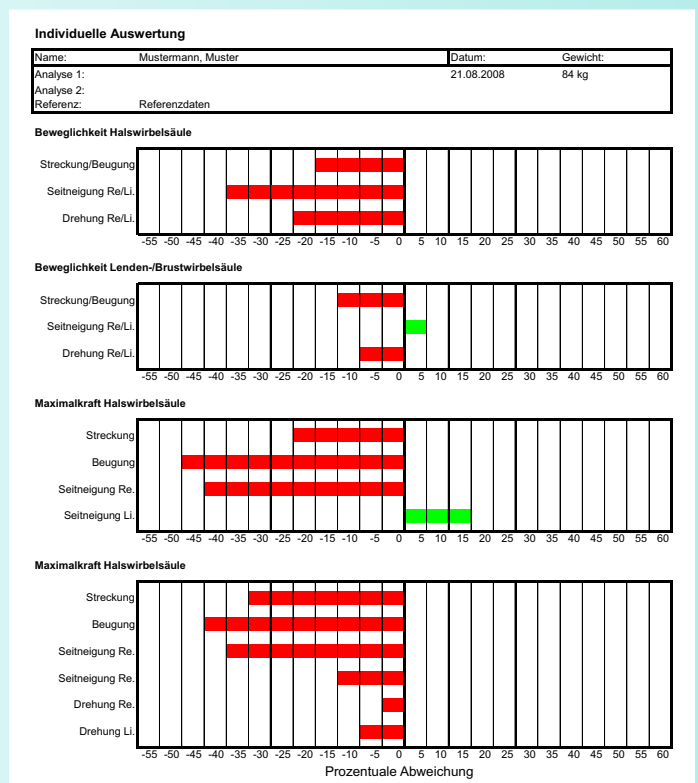 Individuelle Auswertung
Name: Mustermann, Muster Datum: Gewicht:
Analyse 1: 21.08.2008 84 kg
Analyse 2:
Referenz: Referenzdaten
Beweglichkeit Halswirbelsäule
Streckung/Beugung
Seitneigung Re/Li.
Drehung Re/Li.
-55 -50 -45 -40 -35 -30 -25 -20 -15 -10 -5 0 5 10 15 20 25 30 35 40 45 50 55 60
Beweglichkeit Lenden-/Brustwirbelsäule
Streckung/Beugung
Seitneigung Re/Li.
Drehung Re/Li.
-55 -50 -45 -40 -35 -30 -25 -20 -15 -10 -5 0 5 10 15 20 25 30 35 40 45 50 55 60
Maximalkraft Halswirbelsäule
Streckung
Beugung
Seitneigung Re.
Seitneigung Li.
-55 -50 -45 -40 -35 -30 -25 -20 -15 -10 -5 0 5 10 15 20 25 30 35 40 45 50 55 60
Maximalkraft Halswirbelsäule
Streckung
Beugung
Seitneigung Re.
Seitneigung Re.
Drehung Re.
Drehung Li.
-55 -50 -45 -40 -35 -30 -25 -20 -15 -10 -5 0 5 10 15 20 25 30 35 40 45 50 55 60
Prozentuale Abweichung